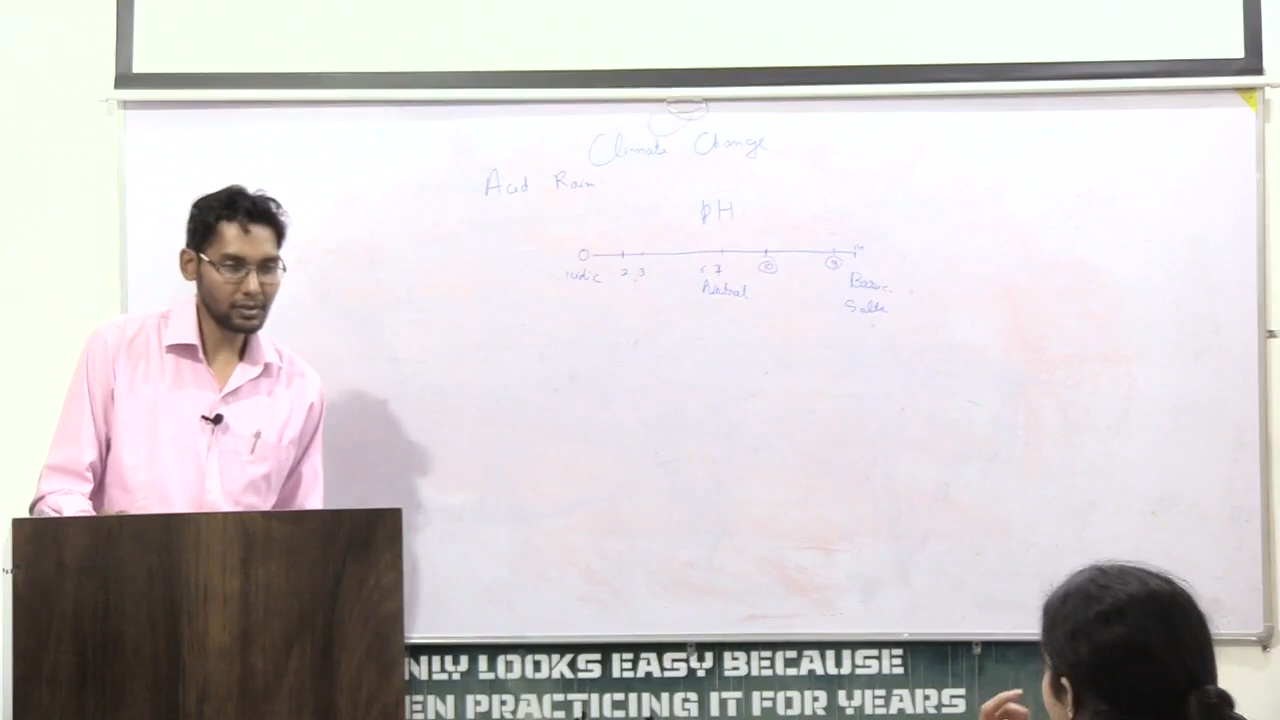 Climate Change
Acid Rain
pH
0 14
2 3 7 10
Neutral Basic
Salts
NLY LOOKS EASY BECAUSE
EN PRACTICING IT FOR YEARS